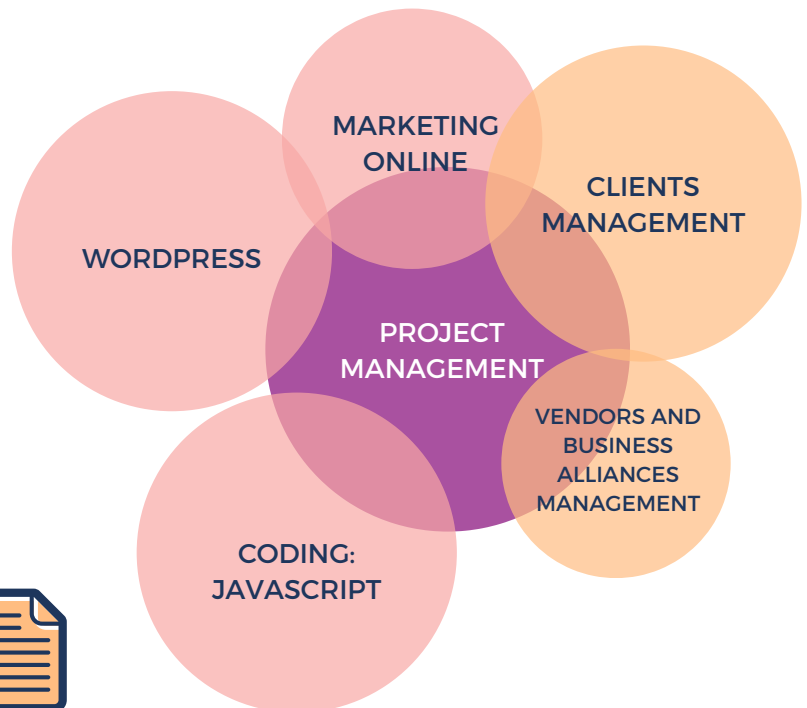 MARKETING
ONLINE
CLIENTS
MANAGEMENT
WORDPRESS
PROJECT
MANAGEMENT
VENDORS AND
BUSINESS
ALLIANCES
MANAGEMENT
CODING:
JAVASCRIPT